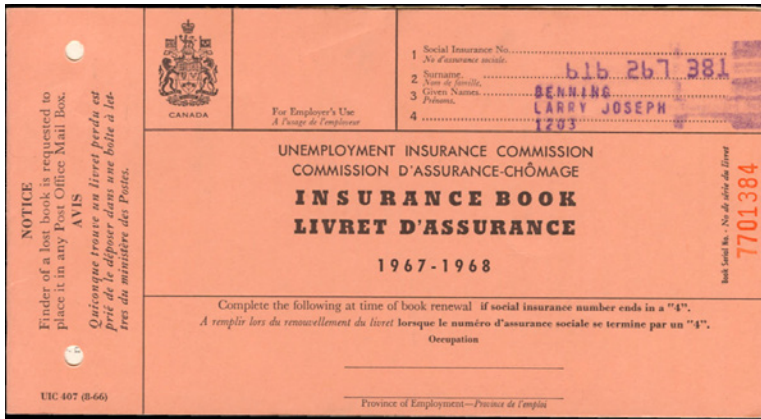 NOTICE
Finder of a lost book is requested to
place it in any Post Office Mail Box.
AVIS
Quiconque trouve un livret perdu est
prié de le déposer dans une boîte à let-
tres du ministère des Postes.
UIC 407 (8-66)
CANADA
For Employer's Use
A l'usage de l'employeur
1 Social Insurance No.
No d'assurance sociale.
616 267 381
2 Surname.
Nom de famille,
BENNING
3 Given Names.
Prénoms.
LARRY JOSEPH
4
1203
UNEMPLOYMENT INSURANCE COMMISSION
COMMISSION D'ASSURANCE-CHÔMAGE
INSURANCE BOOK
LIVRET D'ASSURANCE
1967-1968
Book Serial No. - No de série du livret
7701384
Complete the following at time of book renewal if social insurance number ends in a "4".
A remplir lors du renouvellement du livret lorsque le numéro d'assurance sociale se termine par un "4".
Occupation
Province of Employment—Province de l'emploi